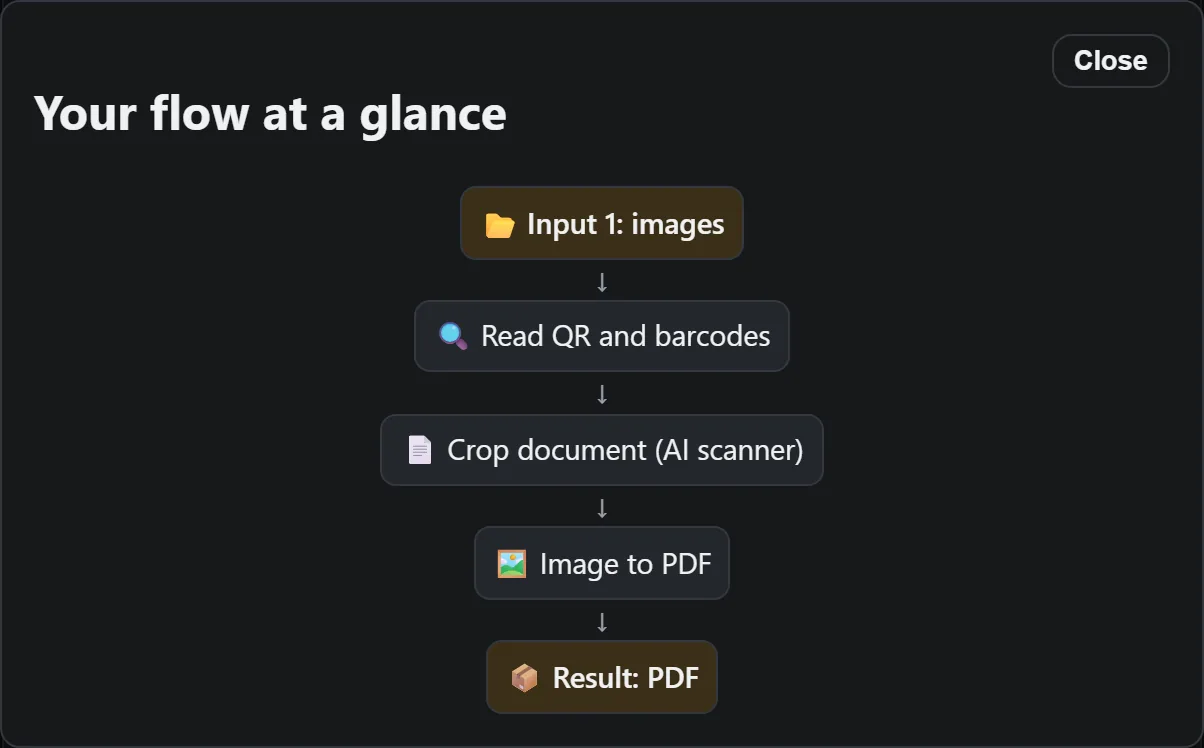 Close
Your flow at a glance
Input 1: images
↓
Read QR and barcodes
↓
Crop document (AI scanner)
↓
Image to PDF
↓
Result: PDF